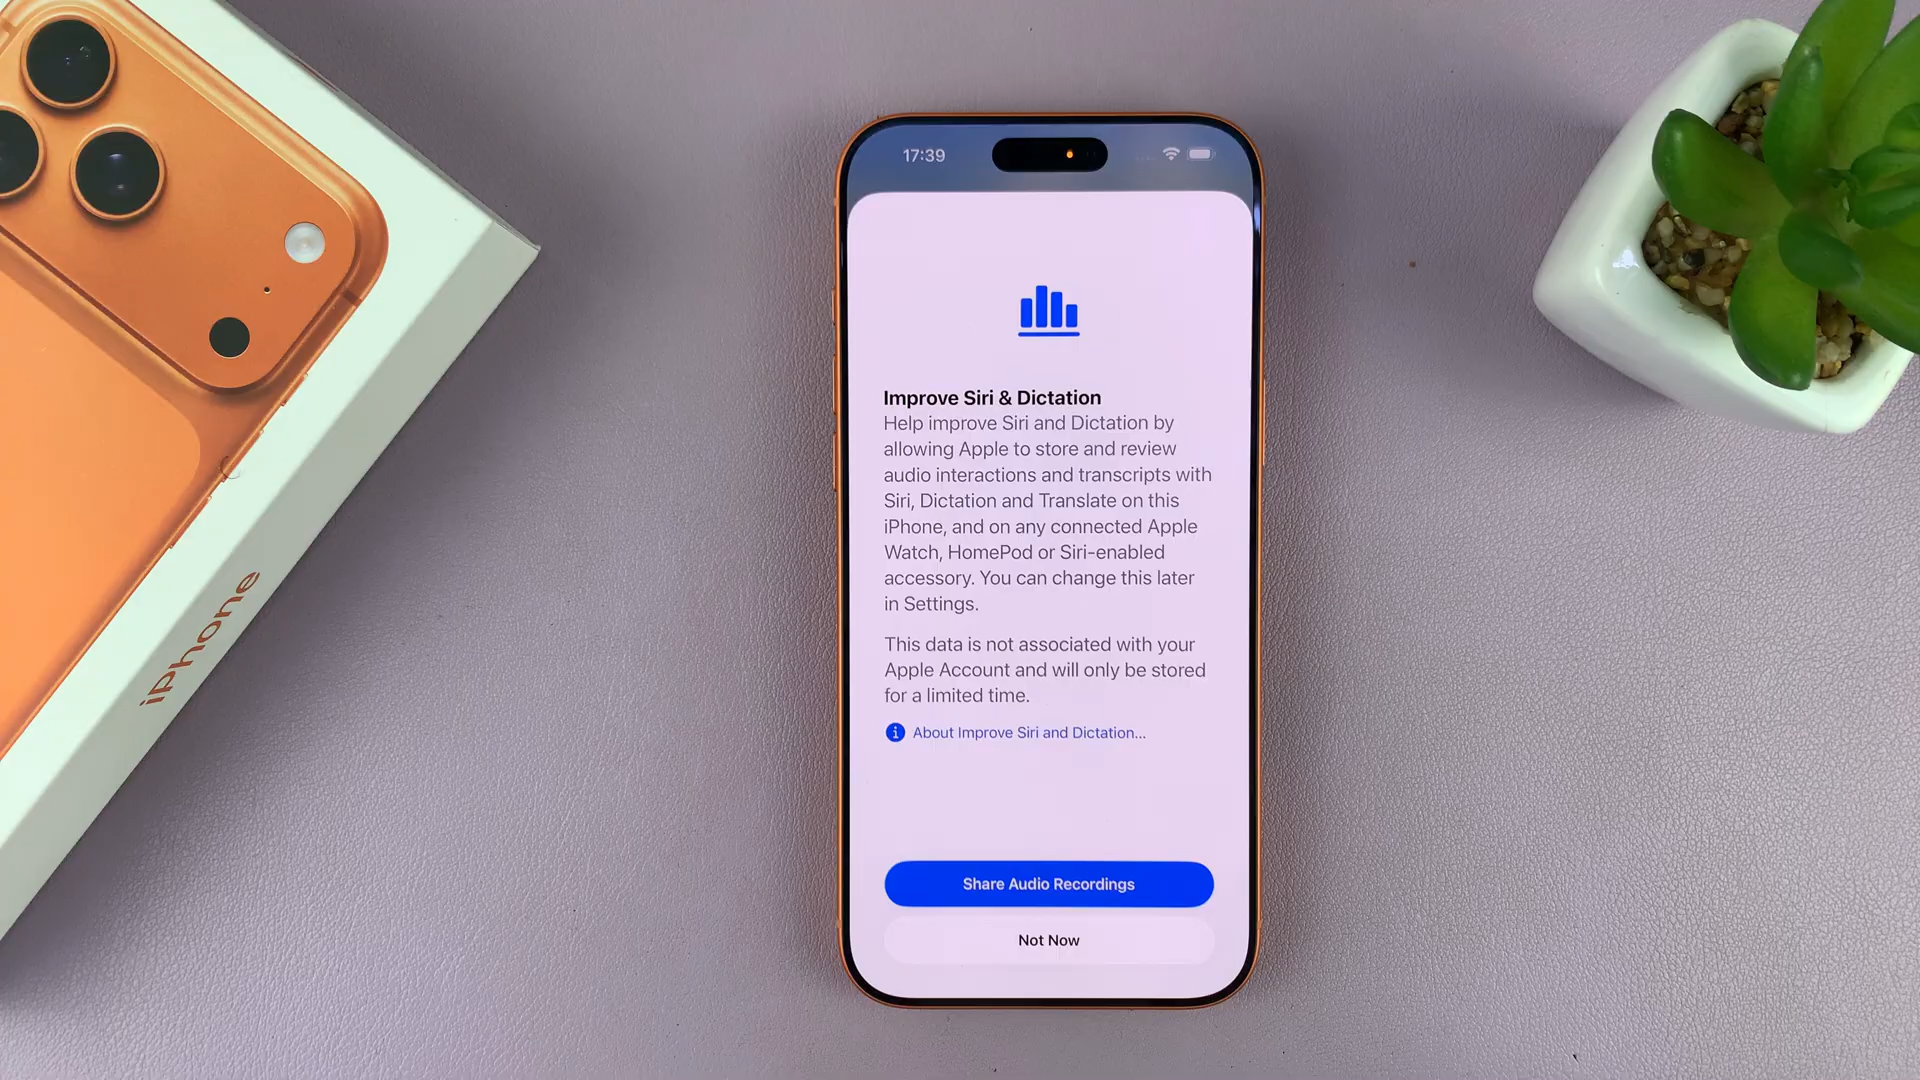 17:39
Improve Siri & Dictation
Help improve Siri and Dictation by
allowing Apple to store and review
audio interactions and transcripts with
Siri, Dictation and Translate on this
iPhone, and on any connected Apple
Watch, HomePod or Siri-enabled
accessory. You can change this later
in Settings.
This data is not associated with your
Apple Account and will only be stored
for a limited time.
About Improve Siri and Dictation...
Share Audio Recordings
Not Now
iPhone